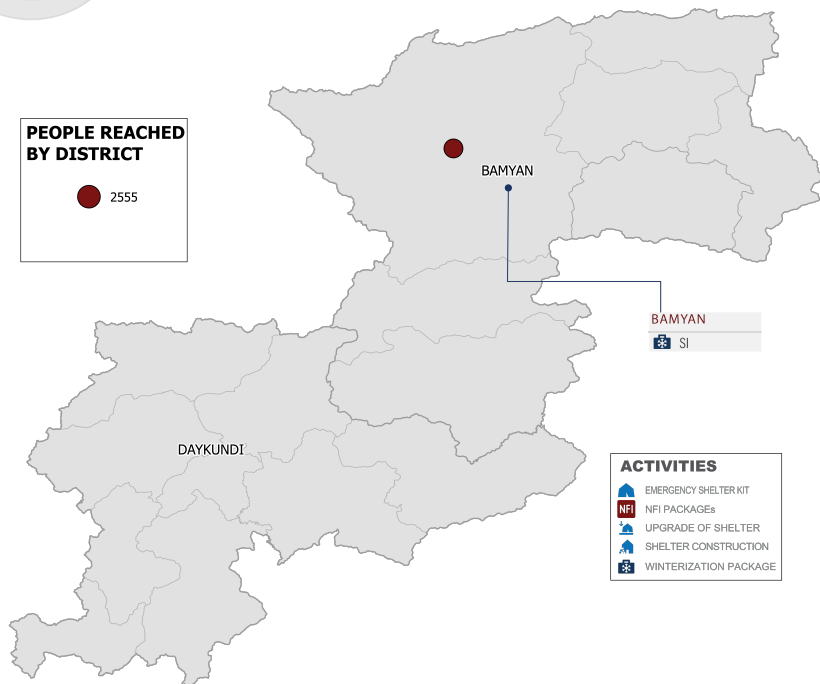 PEOPLE REACHED
BY DISTRICT
2555
BAMYAN
BAMYAN
SI
DAYKUNDI
ACTIVITIES
EMERGENCY SHELTER KIT
NFI NFI PACKAGEs
UPGRADE OF SHELTER
SHELTER CONSTRUCTION
WINTERIZATION PACKAGE